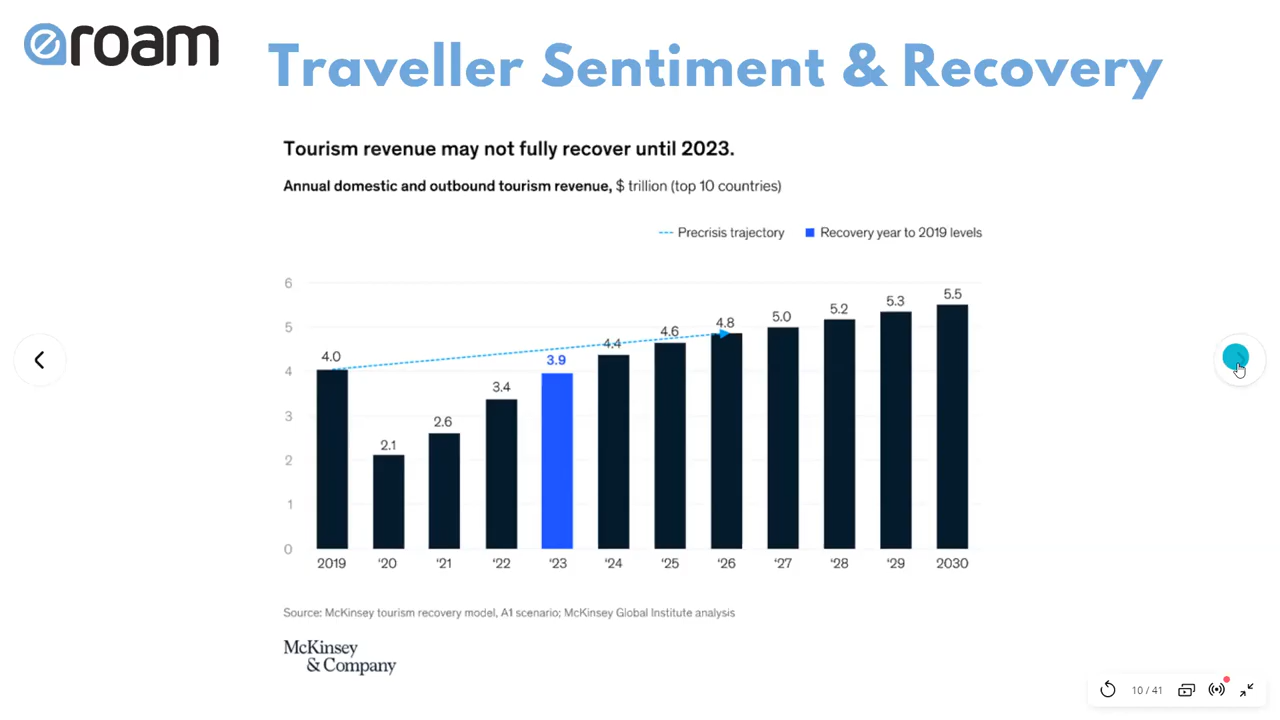 eroam
Traveller Sentiment & Recovery
Tourism revenue may not fully recover until 2023.
Annual domestic and outbound tourism revenue, $ trillion (top 10 countries)
Precrisis trajectory Recovery year to 2019 levels
6
5
4
3
2
1
0
4.0
2.1
2.6
3.4
3.9
4.4
4.6
4.8
5.0
5.2
5.3
5.5
2019 '20 '21 '22 '23 '24 '25 '26 '27 '28 '29 2030
Source: McKinsey tourism recovery model, A1 scenario; McKinsey Global Institute analysis
McKinsey
& Company
10 / 41